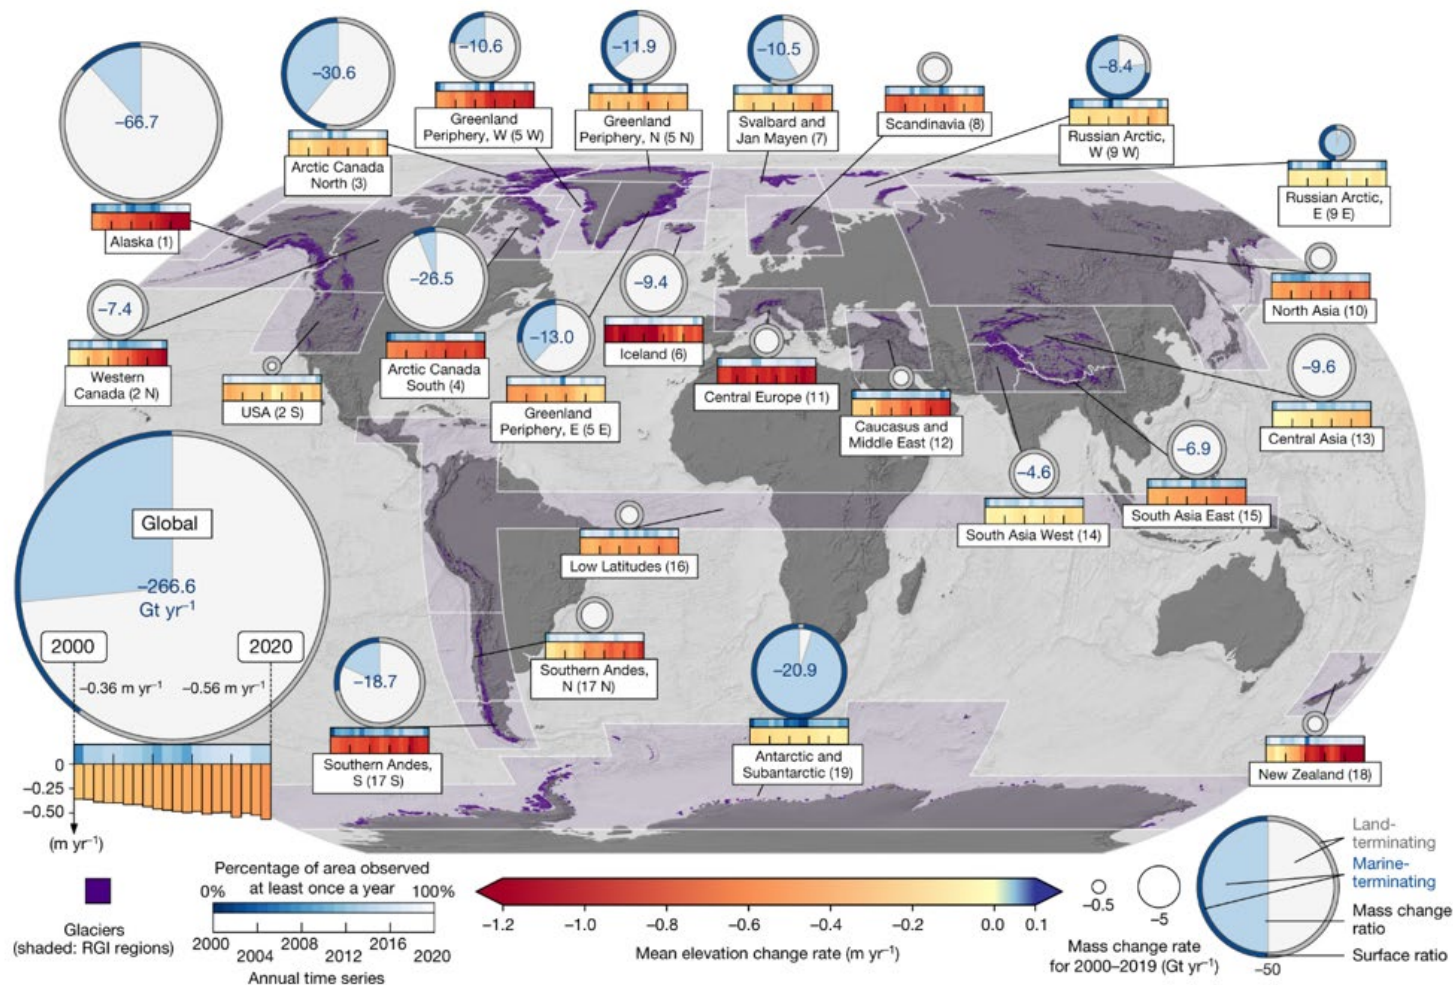 −66.7
Alaska (1)
−30.6
Arctic Canada
North (3)
−10.6
Greenland
Periphery, W (5 W)
−11.9
Greenland
Periphery, N (5 N)
−10.5
Svalbard and
Jan Mayen (7)
Scandinavia (8)
−8.4
Russian Arctic,
W (9 W)
Russian Arctic,
E (9 E)
−7.4
Western
Canada (2 N)
USA (2 S)
−26.5
Arctic Canada
South (4)
−13.0
Greenland
Periphery, E (5 E)
−9.4
Iceland (6)
Central Europe (11)
Caucasus and
Middle East (12)
North Asia (10)
−9.6
Central Asia (13)
−4.6
South Asia West (14)
−6.9
South Asia East (15)
Global
−266.6
Gt yr−1
2000
2020
−0.36 m yr−1
−0.56 m yr−1
0
−0.25
−0.50
(m yr−1)
Low Latitudes (16)
Southern Andes,
N (17 N)
−18.7
Southern Andes,
S (17 S)
−20.9
Antarctic and
Subantarctic (19)
New Zealand (18)
Glaciers
(shaded: RGI regions)
Percentage of area observed
0% at least once a year 100%
2000 2008 2016
2004 2012 2020
Annual time series
−1.2 −1.0 −0.8 −0.6 −0.4 −0.2 0.0 0.1
Mean elevation change rate (m yr−1)
−0.5
−5
−50
Mass change rate
for 2000–2019 (Gt yr−1)
Land-
terminating
Marine-
terminating
Mass change
ratio
Surface ratio